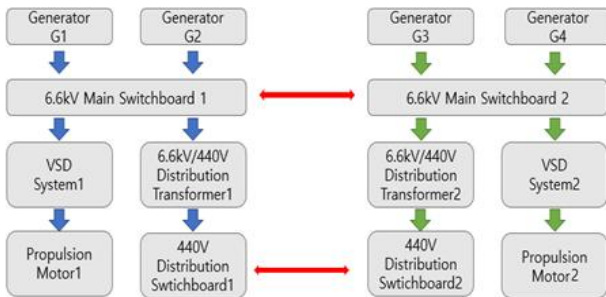 Generator
G1
Generator
G2
Generator
G3
Generator
G4
6.6kV Main Switchboard 1
6.6kV Main Switchboard 2
VSD
System1
6.6kV/440V
Distribution
Transformer1
6.6kV/440V
Distribution
Transformer2
VSD
System2
Propulsion
Motor1
440V
Distribution
Swtichboard1
440V
Distribution
Swtichboard2
Propulsion
Motor2